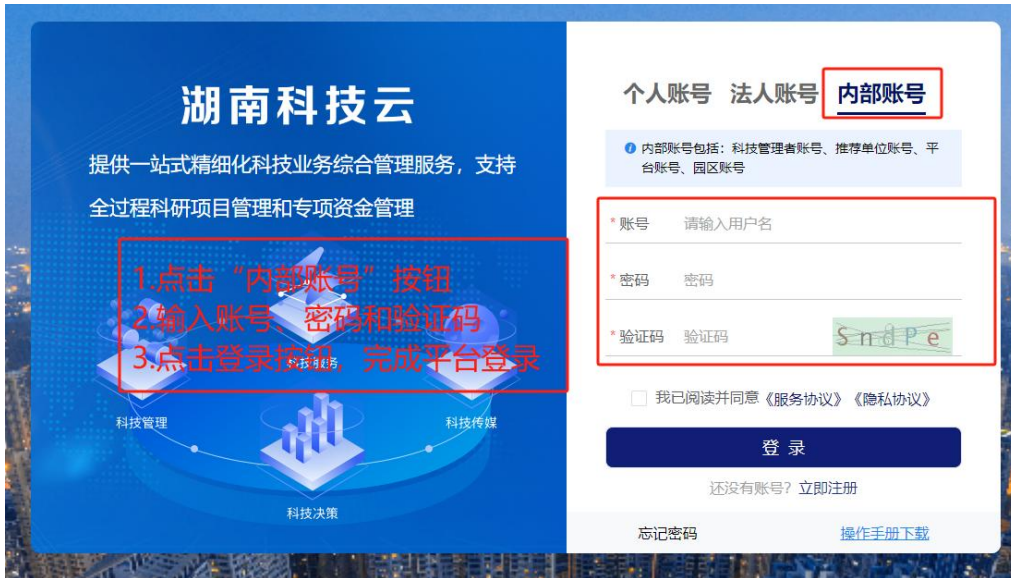 湖南科技云
提供一站式精细化科技业务综合管理服务，支持
全过程科研项目管理和专项资金管理
1.点击“内部账号”按钮
2.输入账号、密码和验证码
3.点击登录按钮，完成平台登录
科技服务
科技管理
科技传媒
科技决策
个人账号 法人账号 内部账号
内部账号包括：科技管理者账号、推荐单位账号、平
台账号、园区账号
*账号 请输入用户名
*密码 密码
*验证码 验证码 SndPe
我已阅读并同意《服务协议》《隐私协议》
登 录
还没有账号？立即注册
忘记密码 操作手册下载